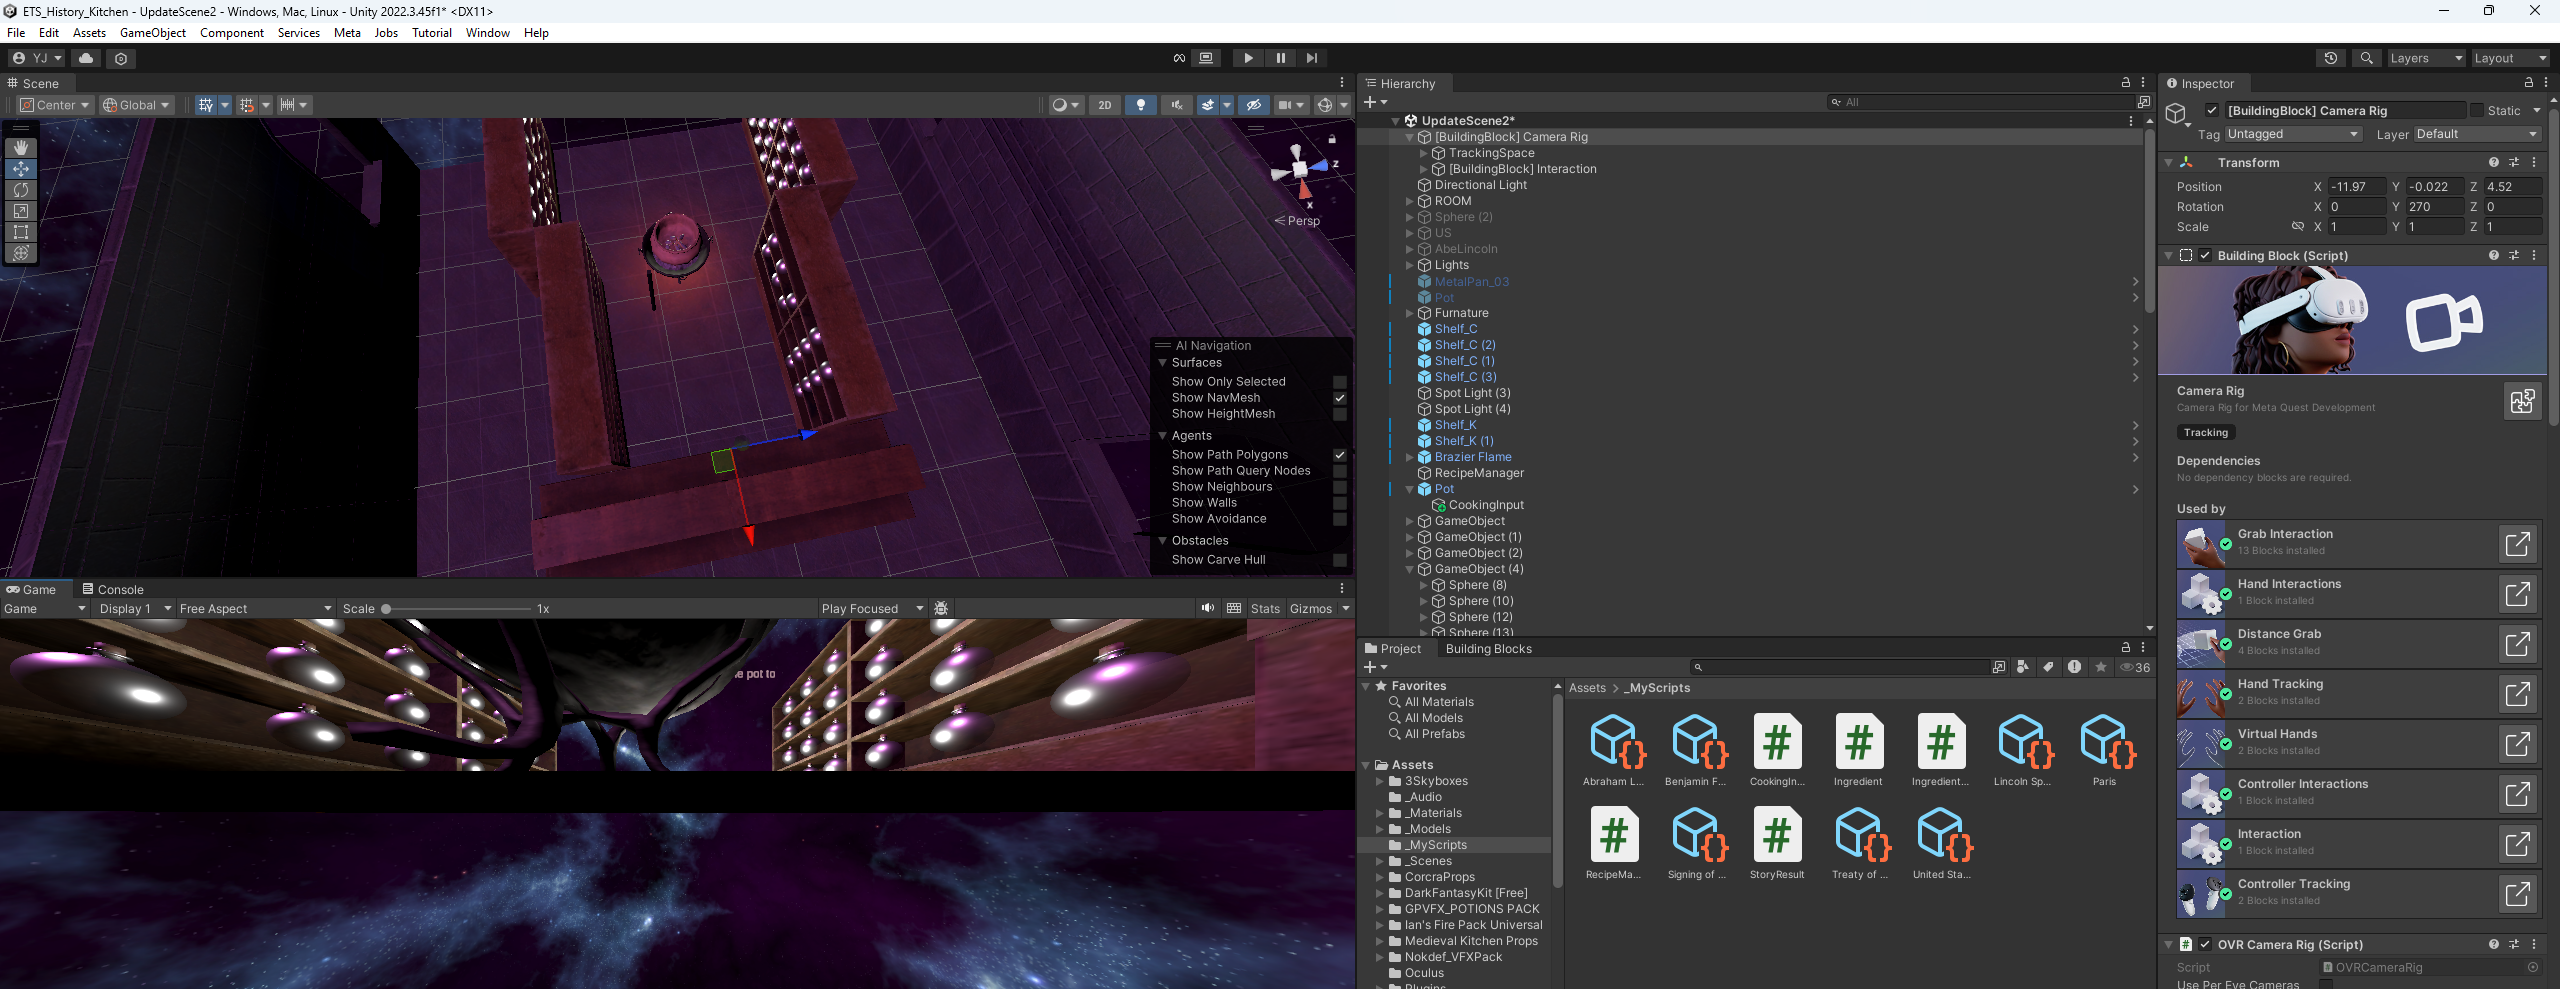 ETS_History_Kitchen - UpdateScene2 - Windows, Mac, Linux - Unity 2022.3.45f1* <DX11>
File Edit Assets GameObject Component Services Meta Jobs Tutorial Window Help
YJ
Layers
Layout
Scene
Center
Global
2D
z
x
Persp
AI Navigation
Surfaces
Show Only Selected
Show NavMesh
Show HeightMesh
Agents
Show Path Polygons
Show Path Query Nodes
Show Neighbours
Show Walls
Show Avoidance
Obstacles
Show Carve Hull
Game
Console
Game
Display 1
Free Aspect
Scale
1x
Play Focused
Stats
Gizmos
e pot to
Hierarchy
All
UpdateScene2*
[BuildingBlock] Camera Rig
TrackingSpace
[BuildingBlock] Interaction
Directional Light
ROOM
Sphere (2)
US
AbeLincoln
Lights
MetalPan_03
Pot
Furnature
Shelf_C
Shelf_C (2)
Shelf_C (1)
Shelf_C (3)
Spot Light (3)
Spot Light (4)
Shelf_K
Shelf_K (1)
Brazier Flame
RecipeManager
Pot
CookingInput
GameObject
GameObject (1)
GameObject (2)
GameObject (4)
Sphere (8)
Sphere (10)
Sphere (12)
Sphere (13)
Project
Building Blocks
36
Favorites
All Materials
All Models
All Prefabs
Assets
3Skyboxes
_Audio
_Materials
_Models
_MyScripts
_Scenes
CorcraProps
DarkFantasyKit [Free]
GPVFX_POTIONS PACK
Ian's Fire Pack Universal
Medieval Kitchen Props
Nokdef_VFXPack
Oculus
Plugins
Assets > _MyScripts
Abraham L...
Benjamin F...
CookingIn...
Ingredient
Ingredient...
Lincoln Sp...
Paris
RecipeMa...
Signing of ...
StoryResult
Treaty of ...
United Sta...
Inspector
[BuildingBlock] Camera Rig
Static
Tag Untagged
Layer Default
Transform
Position X -11.97 Y -0.022 Z 4.52
Rotation X 0 Y 270 Z 0
Scale X 1 Y 1 Z 1
Building Block (Script)
Camera Rig
Camera Rig for Meta Quest Development
Tracking
Dependencies
No dependency blocks are required.
Used by
Grab Interaction
13 Blocks installed
Hand Interactions
1 Block installed
Distance Grab
4 Blocks installed
Hand Tracking
2 Blocks installed
Virtual Hands
2 Blocks installed
Controller Interactions
1 Block installed
Interaction
1 Block installed
Controller Tracking
2 Blocks installed
OVR Camera Rig (Script)
Script
OVRCameraRig
Use Per Eye Cameras